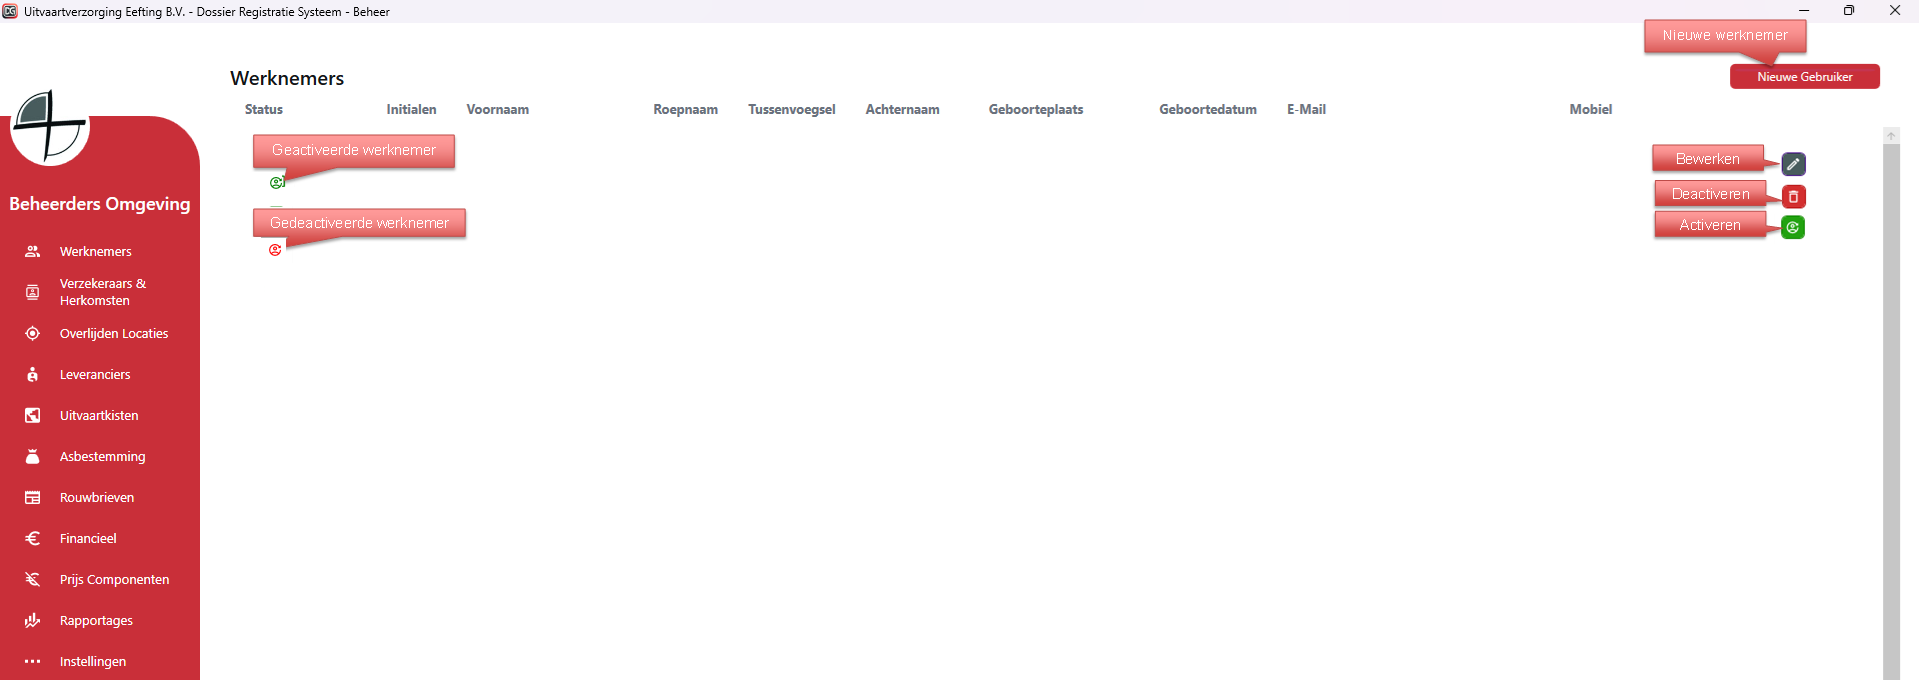 Uitvaartverzorging Eefting B.V. - Dossier Registratie Systeem - Beheer
Nieuwe werknemer
Werknemers
Nieuwe Gebruiker
Status Initialen Voornaam Roepnaam Tussenvoegsel Achternaam Geboorteplaats Geboortedatum E-Mail Mobiel
Geactiveerde werknemer
Bewerken
Deactiveren
Gedeactiveerde werknemer
Activeren
Beheerders Omgeving
Werknemers
Verzekeraars &
Herkomsten
Overlijden Locaties
Leveranciers
Uitvaartkisten
Asbestemming
Rouwbrieven
Financieel
Prijs Componenten
Rapportages
Instellingen